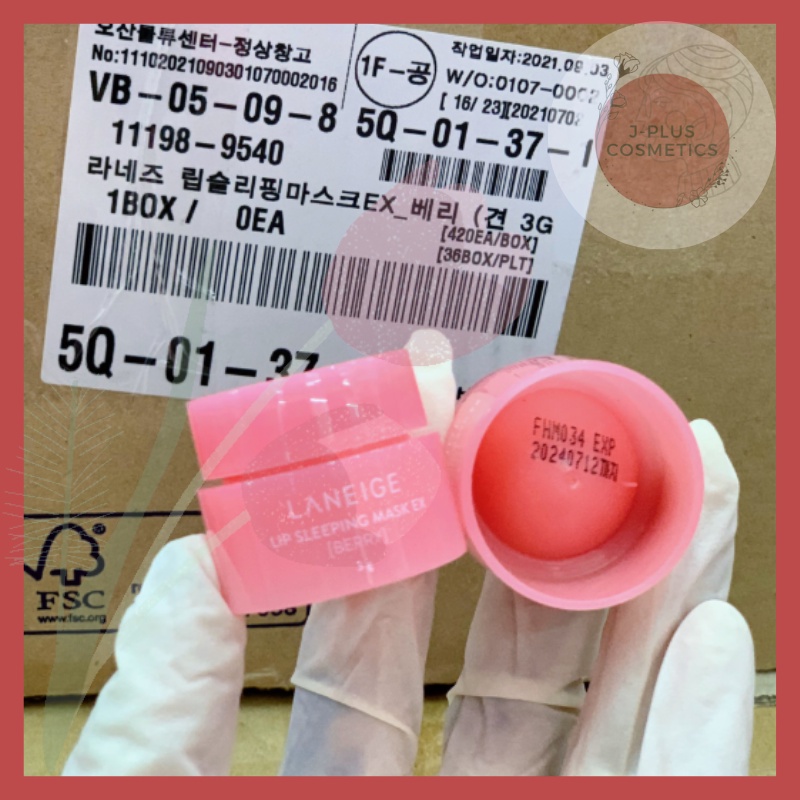 오산물류센터-정상창고
No:11102021090301070002016
1F-공
작업일자:2021.09.03
W/O:0107-000
[ 16/ 23][2021070
VB-05-09-8
5Q-01-37-1
11198-9540
라네즈 립슬리핑마스크EX_베리 (견 3G
1BOX / 0EA
[420EA/BOX]
[36BOX/PLT]
5Q-01-37
J-PLUS
COSMETICS
LANEIGE
LIP SLEEPING MASK EX
[BERRY]
3g
FHM034 EXP
20240712까지
FSC
www.fsc.org